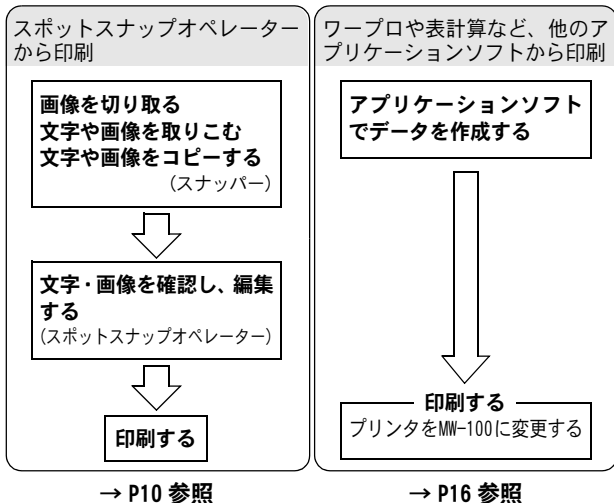 スポットスナップオペレーター
から印刷
画像を切り取る
文字や画像を取りこむ
文字や画像をコピーする
(スナッパー)
文字・画像を確認し、編集
する
(スポットスナップオペレーター)
印刷する
→ P10 参照
ワープロや表計算など、他のア
プリケーションソフトから印刷
アプリケーションソフト
でデータを作成する
印刷する
プリンタをMW-100に変更する
→ P16 参照